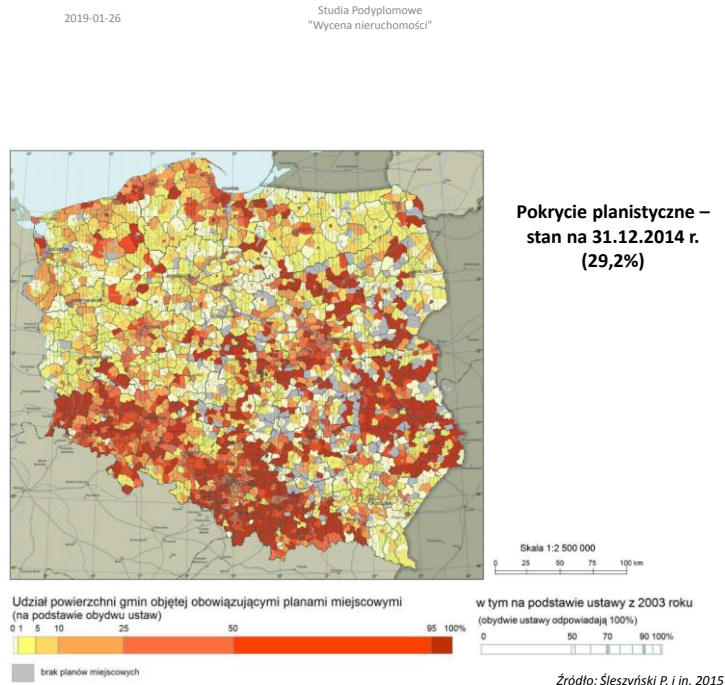 2019-01-26
Studia Podyplomowe
"Wycena nieruchomości"
Pokrycie planistyczne –
stan na 31.12.2014 r.
(29,2%)
Skala 1:2 500 000
0 25 50 75 100 km
Udział powierzchni gmin objętej obowiązującymi planami miejscowymi
(na podstawie obydwu ustaw)
0 1 5 10 25 50 95 100%
brak planów miejscowych
w tym na podstawie ustawy z 2003 roku
(obydwie ustawy odpowiadają 100%)
0 50 70 90 100%
Źródło: Śleszyński P. i in. 2015